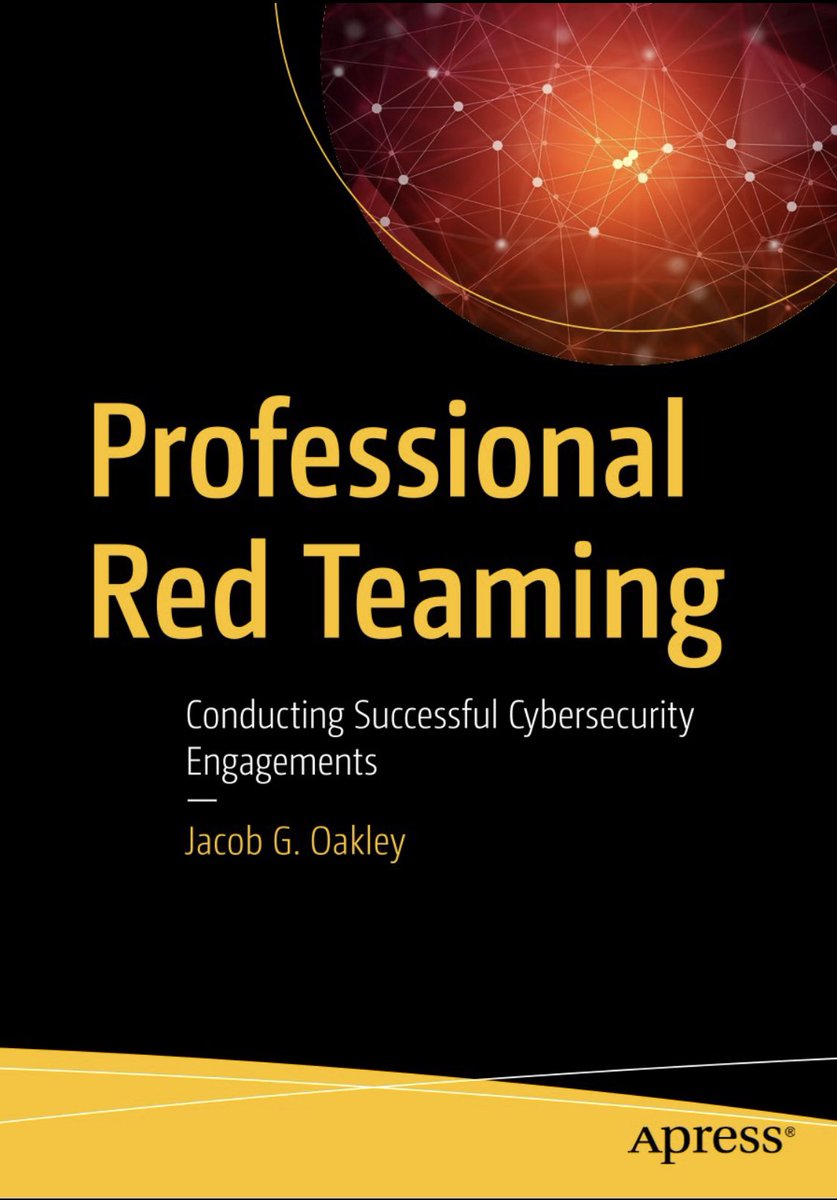 Professional
Red Teaming
Conducting Successful Cybersecurity
Engagements
—
Jacob G. Oakley
Apress®